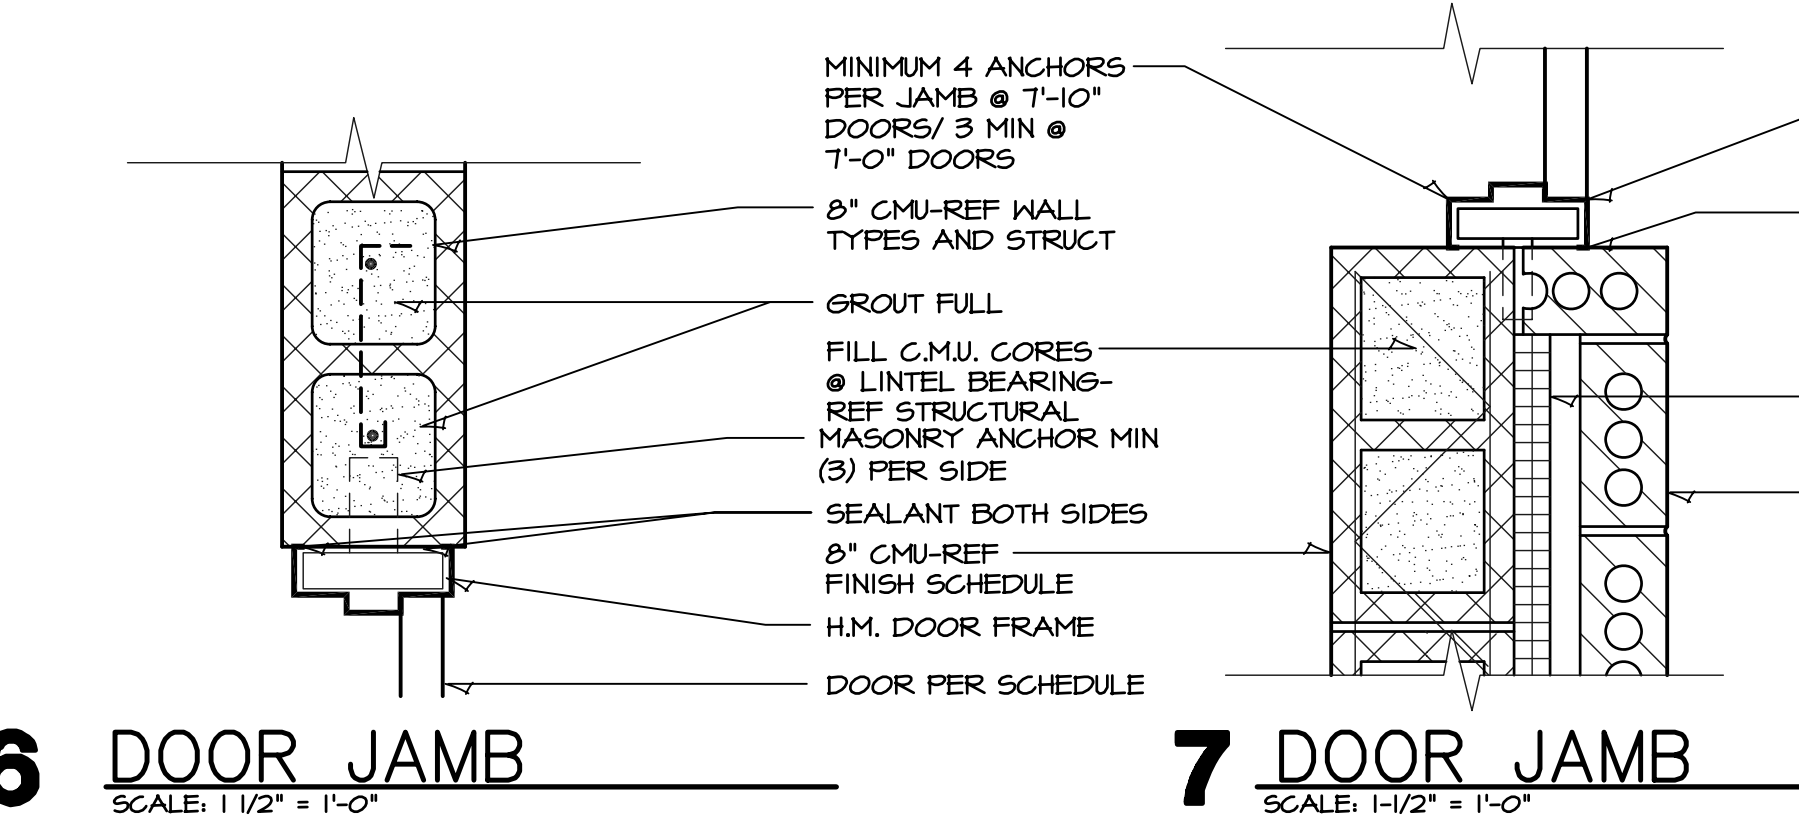 MINIMUM 4 ANCHORS
PER JAMB @ 7'-10"
DOORS/ 3 MIN @
7'-0" DOORS
8" CMU-REF WALL
TYPES AND STRUCT
GROUT FULL
FILL C.M.U. CORES
@ LINTEL BEARING-
REF STRUCTURAL
MASONRY ANCHOR MIN
(3) PER SIDE
SEALANT BOTH SIDES
8" CMU-REF
FINISH SCHEDULE
H.M. DOOR FRAME
DOOR PER SCHEDULE
6 DOOR JAMB
SCALE: 1 1/2" = 1'-0"
7 DOOR JAMB
SCALE: 1-1/2" = 1'-0"